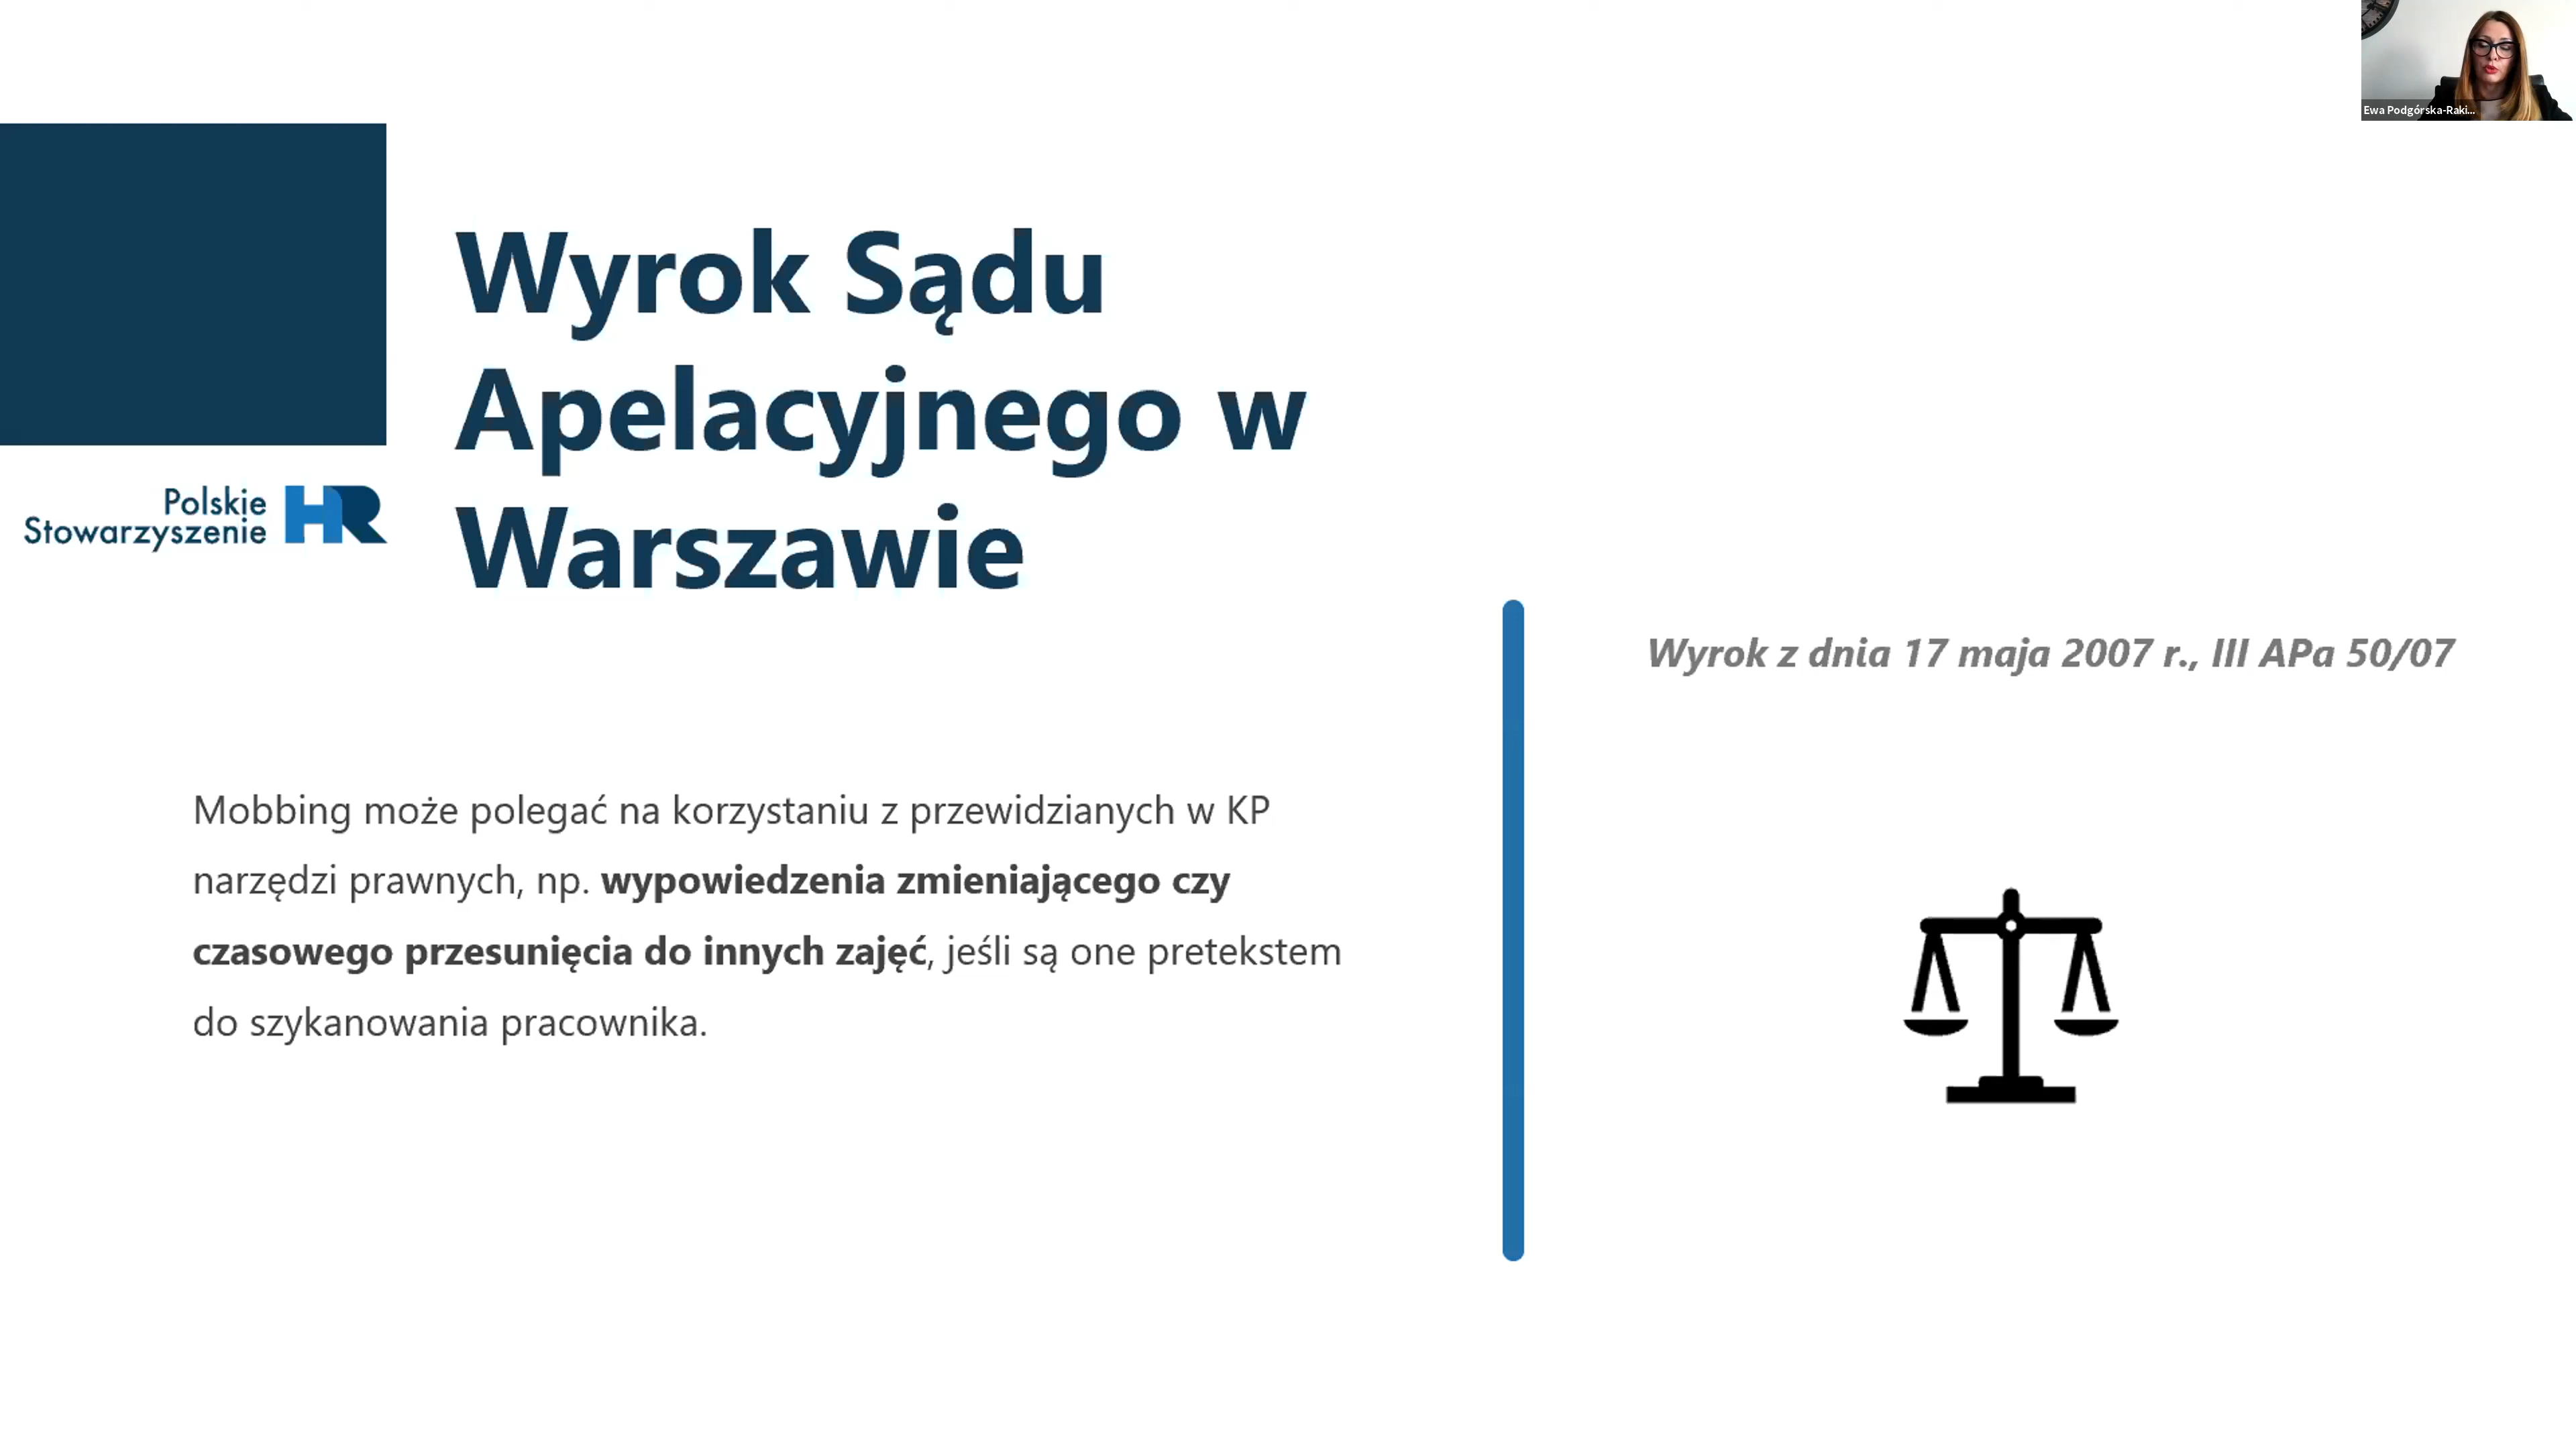 Ewa Podgórska-Raki...
Wyrok Sądu
Apelacyjnego w
Warszawie
Polskie
Stowarzyszenie HR
Wyrok z dnia 17 maja 2007 r., III APa 50/07
Mobbing może polegać na korzystaniu z przewidzianych w KP
narzędzi prawnych, np. wypowiedzenia zmieniającego czy
czasowego przesunięcia do innych zajęć, jeśli są one pretekstem
do szykanowania pracownika.